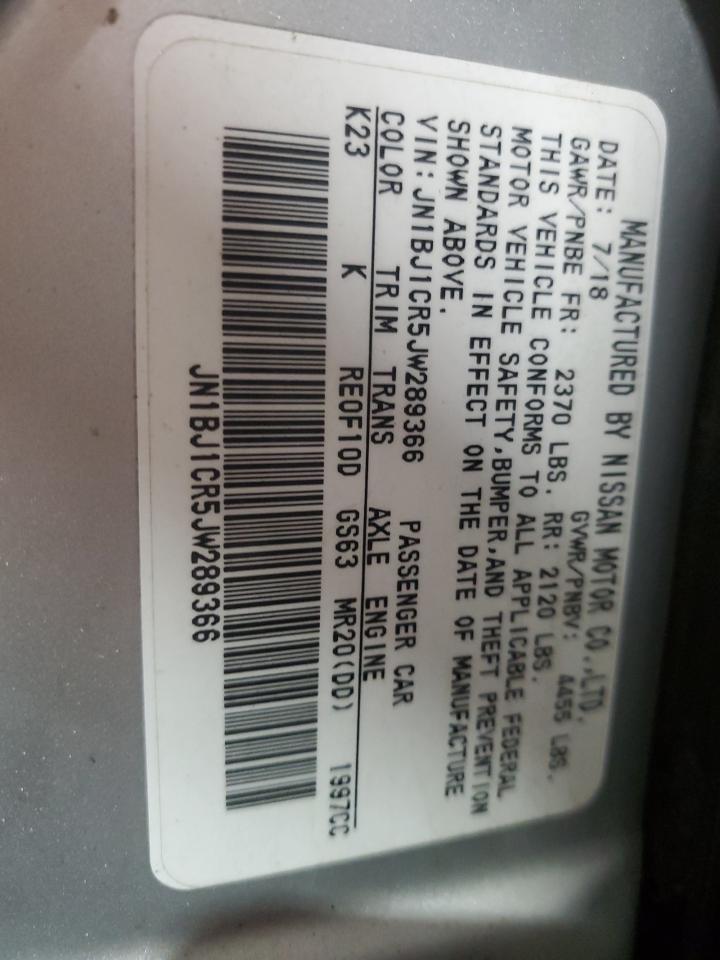 MANUFACTURED BY NISSAN MOTOR CO.,LTD.
DATE: 7/18 GVWR/PNBV: 4455 LBS.
GAWR/PNBE FR: 2370 LBS. RR: 2120 LBS.
THIS VEHICLE CONFORMS TO ALL APPLICABLE FEDERAL
MOTOR VEHICLE SAFETY,BUMPER,AND THEFT PREVENTION
STANDARDS IN EFFECT ON THE DATE OF MANUFACTURE
SHOWN ABOVE.
VIN:JN1BJ1CR5JW289366 PASSENGER CAR
COLOR TRIM TRANS AXLE ENGINE
K23 K RE0F10D GS63 MR20(DD) 1997CC
JN1BJ1CR5JW289366